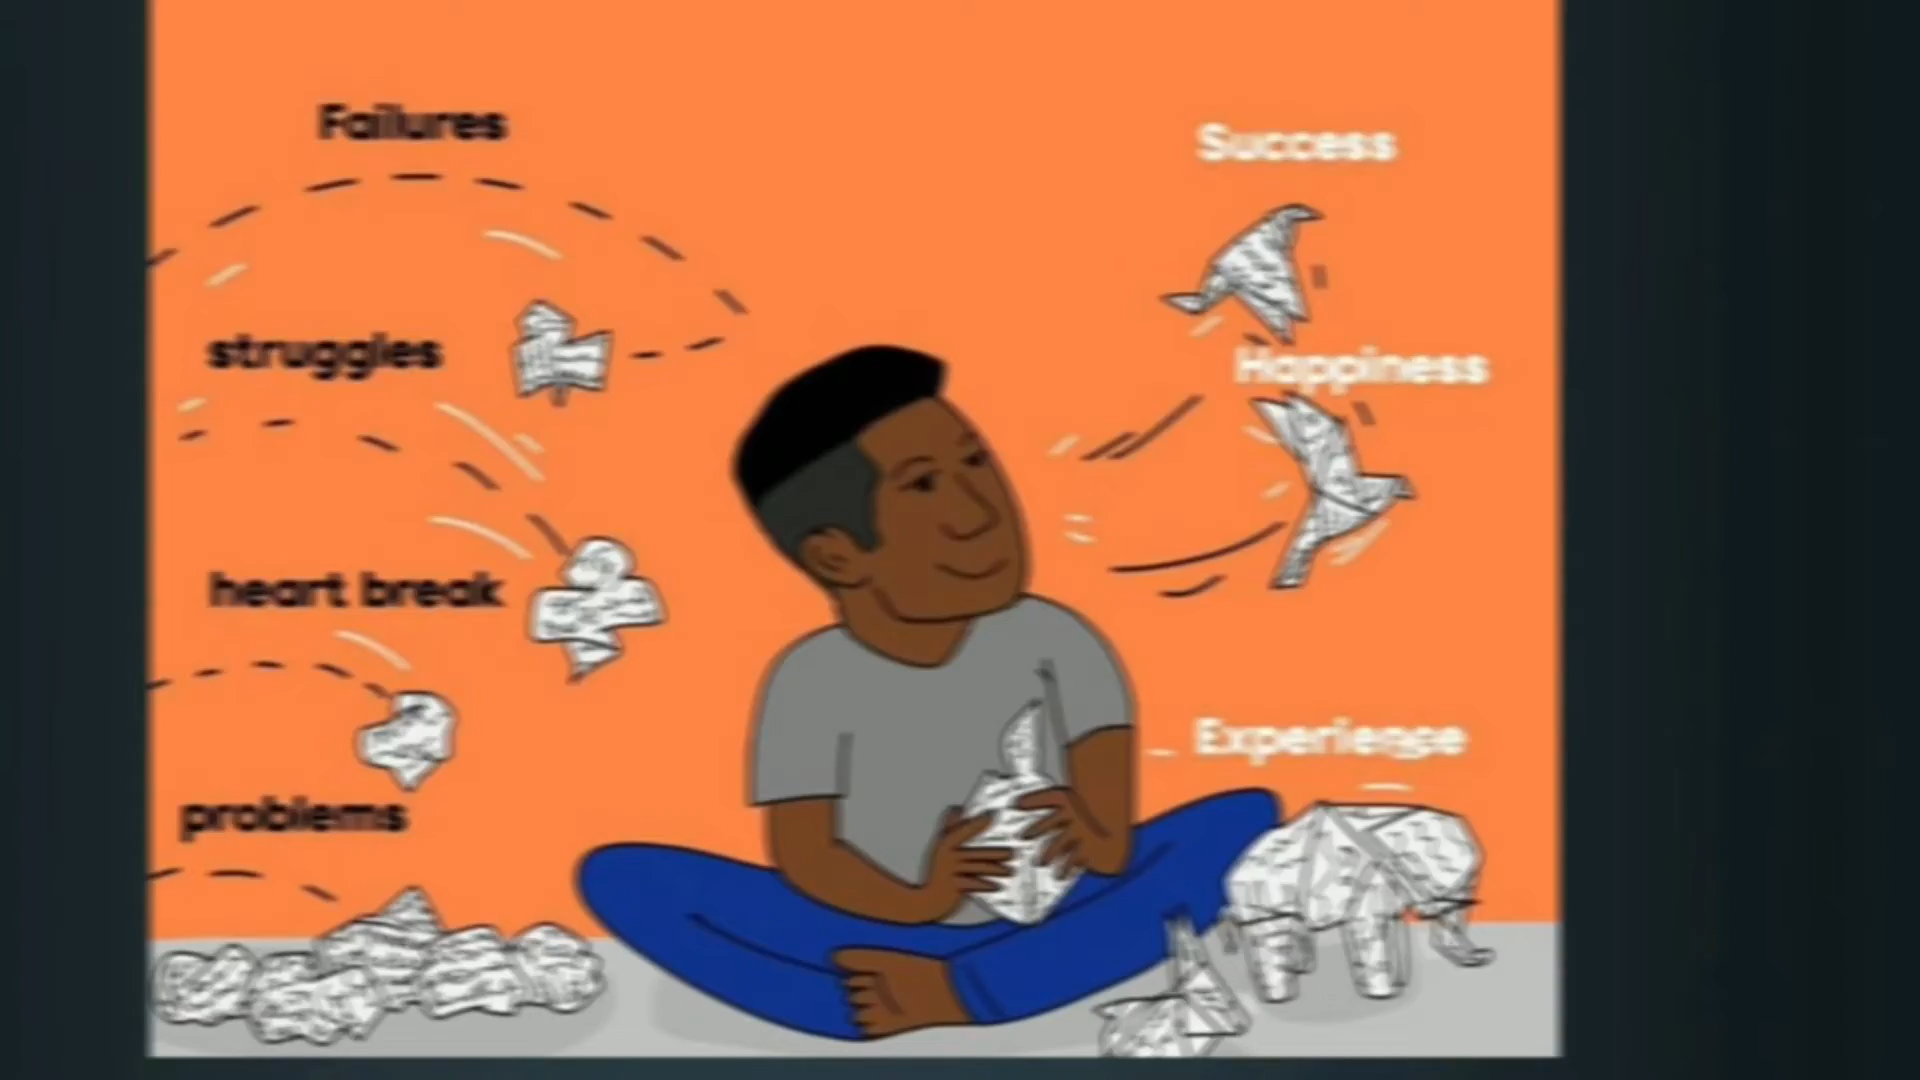 Failures
struggles
heart break
problems
Success
Happiness
Experience